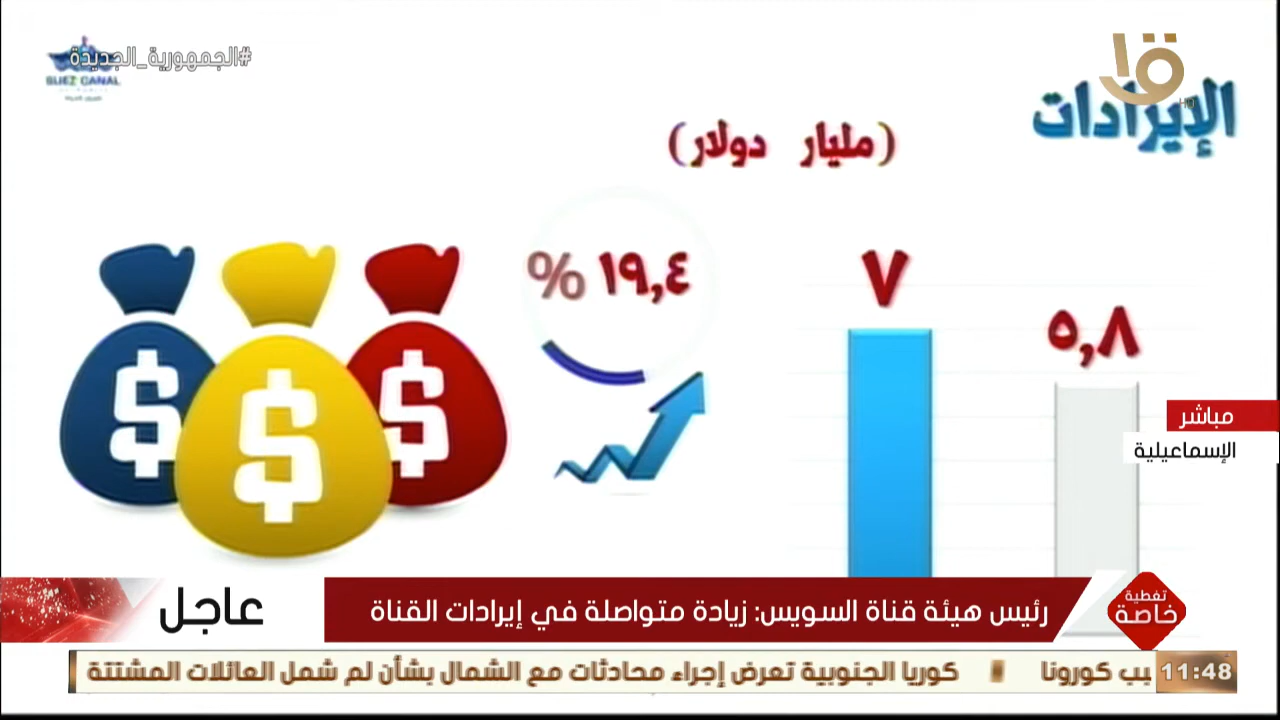 #الجمهورية_الجديدة
SUEZ CANAL
الإيرادات
(مليار دولار)
١٩,٤ %
٧
٥,٨
مباشر
الإسماعيلية
تغطية
خاصة
رئيس هيئة قناة السويس: زيادة متواصلة في إيرادات القناة
عاجل
11:48
كورونا
كوريا الجنوبية تعرض إجراء محادثات مع الشمال بشأن لم شمل العائلات المشتتة